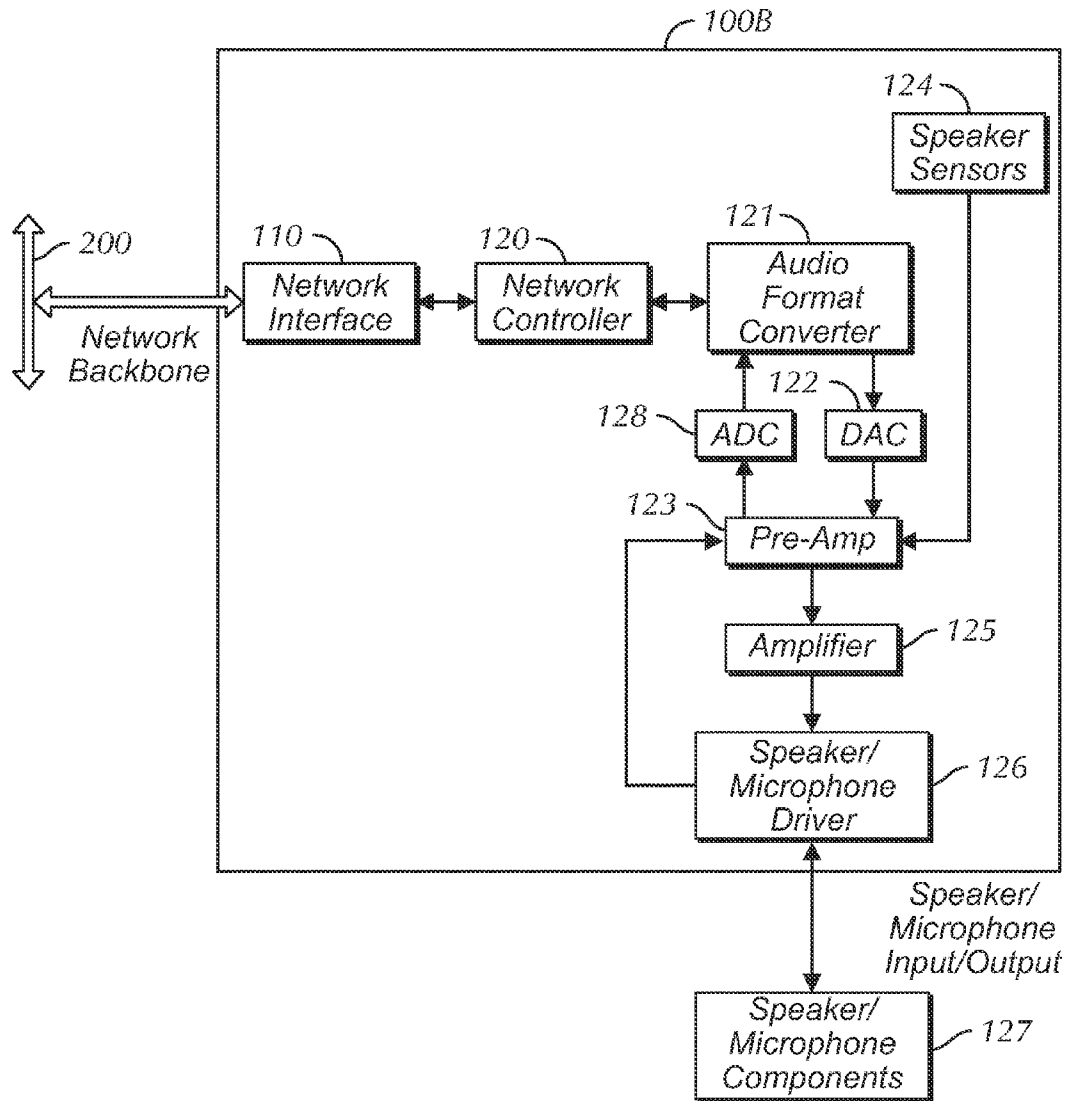 100B
124
Speaker
Sensors
200
110
Network
Interface
120
Network
Controller
121
Audio
Format
Converter
Network
Backbone
128
ADC
122
DAC
123
Pre-Amp
Amplifier
125
Speaker/
Microphone
Driver
126
Speaker/
Microphone
Input/Output
Speaker/
Microphone
Components
127